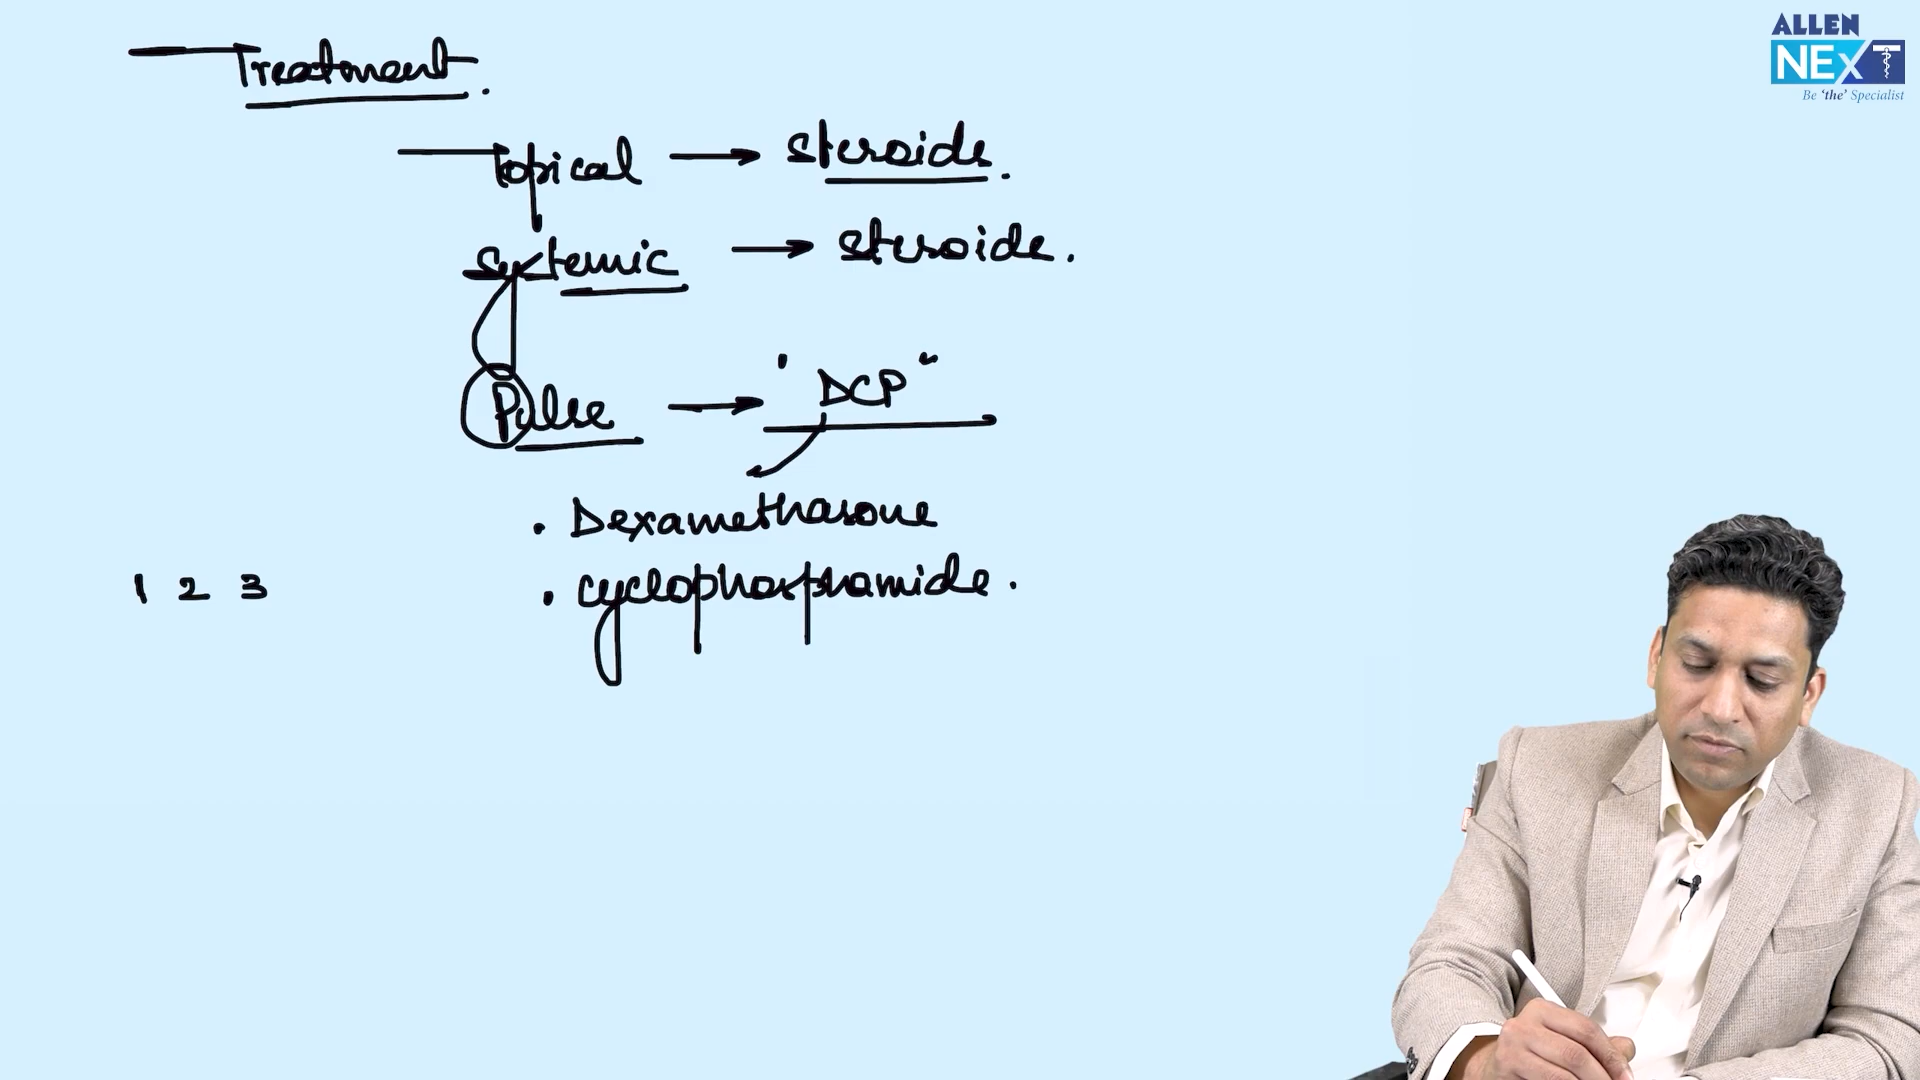 ALLEN
NEXT
Be 'the' Specialist
Treatment.
Topical → steroids.
Systemic → steroids.
Pulse → "DCP"
. Dexamethasone
1 2 3
. cyclophosphamide.